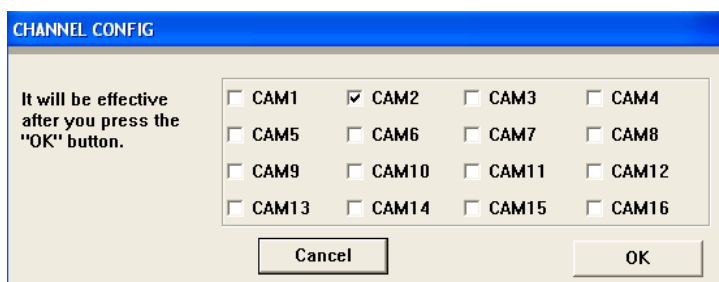 CHANNEL CONFIG
It will be effective
after you press the
"OK" button.
CAM1 CAM2 CAM3 CAM4
CAM5 CAM6 CAM7 CAM8
CAM9 CAM10 CAM11 CAM12
CAM13 CAM14 CAM15 CAM16
Cancel OK